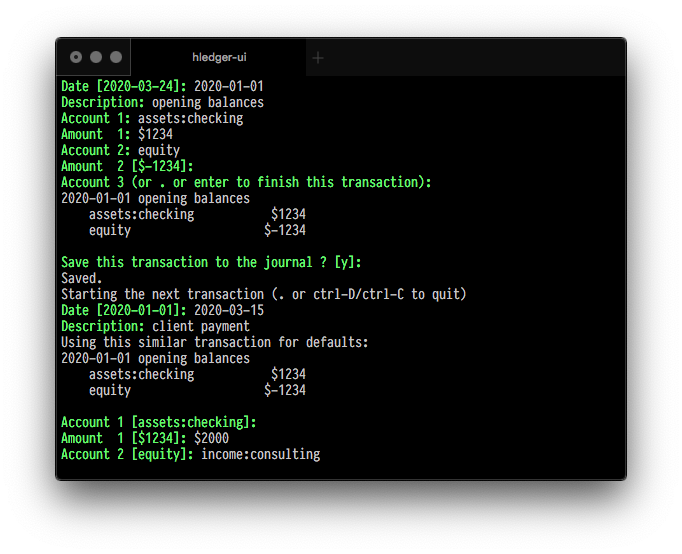 hledger-ui
Date [2020-03-24]: 2020-01-01
Description: opening balances
Account 1: assets:checking
Amount  1: $1234
Account 2: equity
Amount  2 [$-1234]:
Account 3 (or . or enter to finish this transaction):
2020-01-01 opening balances
    assets:checking           $1234
    equity                   $-1234
Save this transaction to the journal ? [y]:
Saved.
Starting the next transaction (. or ctrl-D/ctrl-C to quit)
Date [2020-01-01]: 2020-03-15
Description: client payment
Using this similar transaction for defaults:
2020-01-01 opening balances
    assets:checking           $1234
    equity                   $-1234
Account 1 [assets:checking]:
Amount  1 [$1234]: $2000
Account 2 [equity]: income:consulting